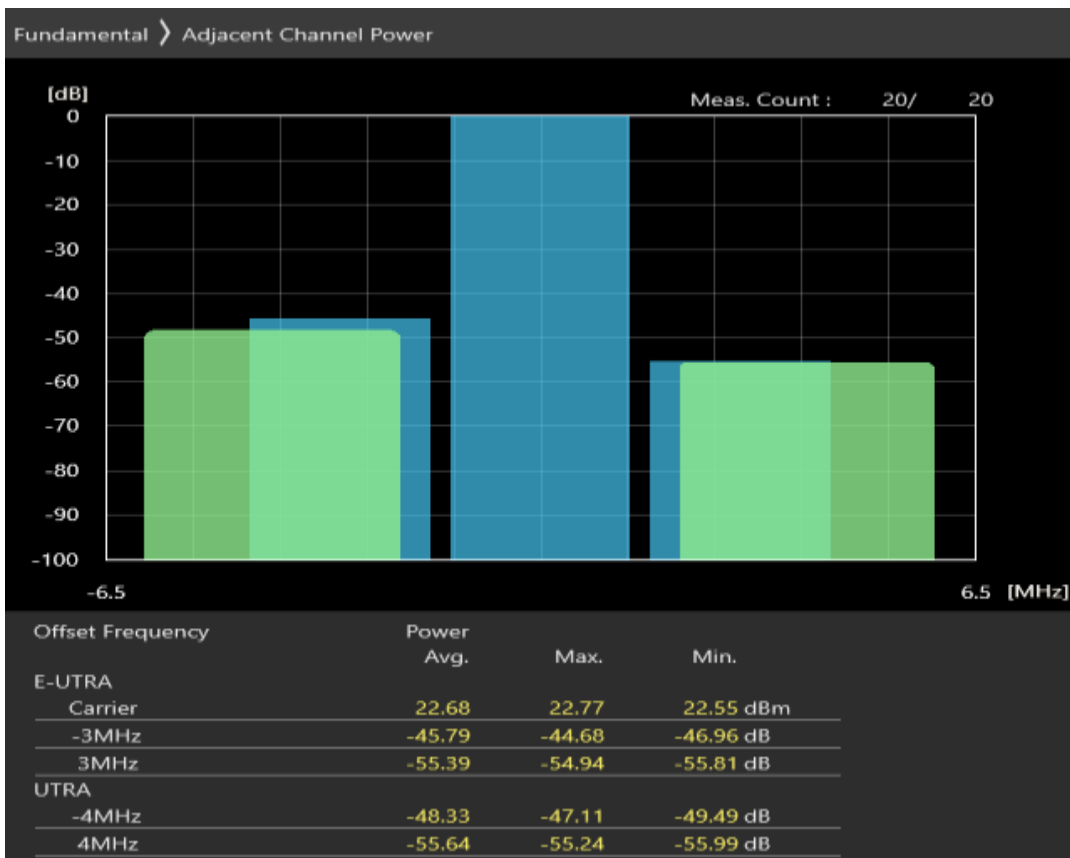 Fundamental 〉 Adjacent Channel Power
[dB]
Meas. Count : 20/ 20
0
-10
-20
-30
-40
-50
-60
-70
-80
-90
-100
-6.5 6.5 [MHz]
Offset Frequency Power
Avg. Max. Min.
E-UTRA
Carrier 22.68 22.77 22.55 dBm
-3MHz -45.79 -44.68 -46.96 dB
3MHz -55.39 -54.94 -55.81 dB
UTRA
-4MHz -48.33 -47.11 -49.49 dB
4MHz -55.64 -55.24 -55.99 dB